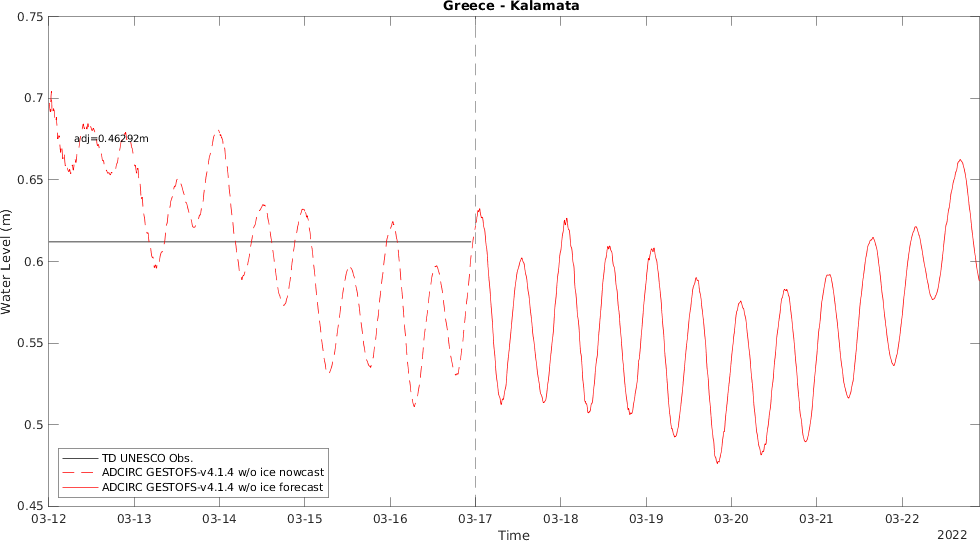 Greece - Kalamata
0.75
0.7
0.65
0.6
0.55
0.5
0.45
Water Level (m)
adj=0.46292m
TD UNESCO Obs.
ADCIRC GESTOFS-v4.1.4 w/o ice nowcast
ADCIRC GESTOFS-v4.1.4 w/o ice forecast
03-12 03-13 03-14 03-15 03-16 03-17 03-18 03-19 03-20 03-21 03-22
Time
2022